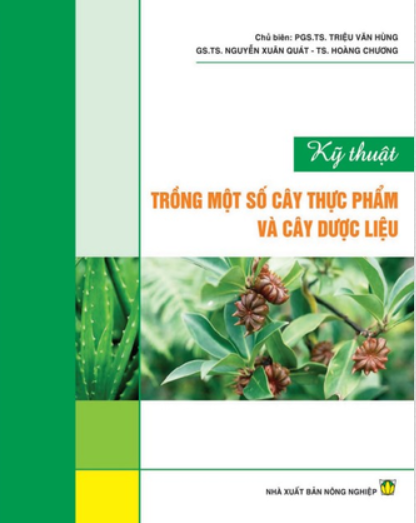 Chủ biên: PGS.TS. TRIỆU VĂN HÙNG
GS.TS. NGUYỄN XUÂN QUÁT - TS. HOÀNG CHƯƠNG
Kỹ thuật
TRỒNG MỘT SỐ CÂY THỰC PHẨM
VÀ CÂY DƯỢC LIỆU
NHÀ XUẤT BẢN NÔNG NGHIỆP